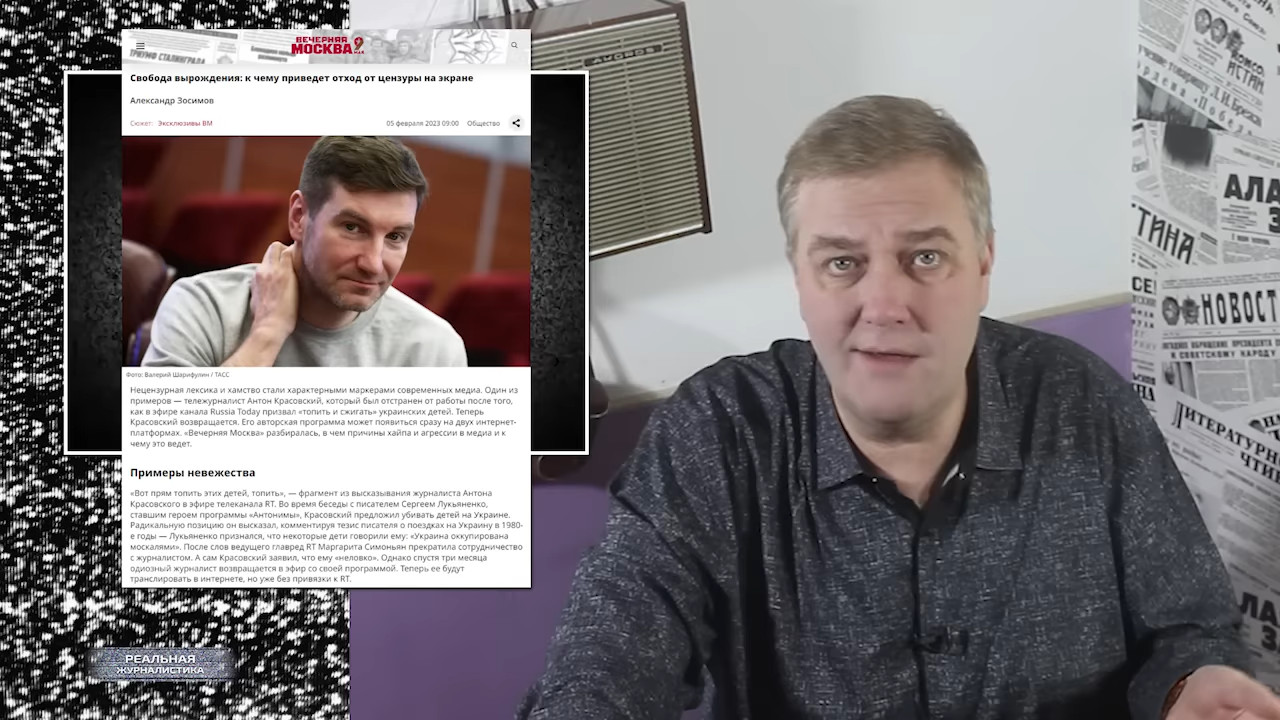 ВЕЧЕРНЯЯ
МОСКВА
Свобода вырождения: к чему приведет отход от цензуры на экране
Александр Зосимов
Сюжет: Эксклюзивы ВМ
05 февраля 2023 09:00 Общество
Фото: Валерий Шарифулин / ТАСС
Нецензурная лексика и хамство стали характерными маркерами современных медиа. Один из
примеров — тележурналист Антон Красовский, который был отстранен от работы после того,
как в эфире канала Russia Today призвал «топить и сжигать» украинских детей. Теперь
Красовский возвращается. Его авторская программа может появиться сразу на двух интернет-
платформах. «Вечерняя Москва» разбиралась, в чем причины хайпа и агрессии в медиа и к
чему это ведет.
Примеры невежества
«Вот прям топить этих детей, топить», — фрагмент из высказывания журналиста Антона
Красовского в эфире телеканала RT. Во время беседы с писателем Сергеем Лукьяненко,
ставшим героем программы «Антонимы», Красовский предложил убивать детей на Украине.
Радикальную позицию он высказал, комментируя тезис писателя о поездках на Украину в 1980-
е годы — Лукьяненко признался, что некоторые дети говорили ему: «Украина оккупирована
москалями». После слов ведущего главред RT Маргарита Симоньян прекратила сотрудничество
с журналистом. А сам Красовский заявил, что ему «неловко». Однако спустя три месяца
одиозный журналист возвращается в эфир со своей программой. Теперь ее будут
транслировать в интернете, но уже без привязки к RT.
РЕАЛЬНАЯ
ЖУРНАЛИСТИКА
НОВОСТ
К СОВЕТСКОМУ НАРОДУ
ЛИТЕРАТУРНО
ЧТИ
АЛА
ТИНА